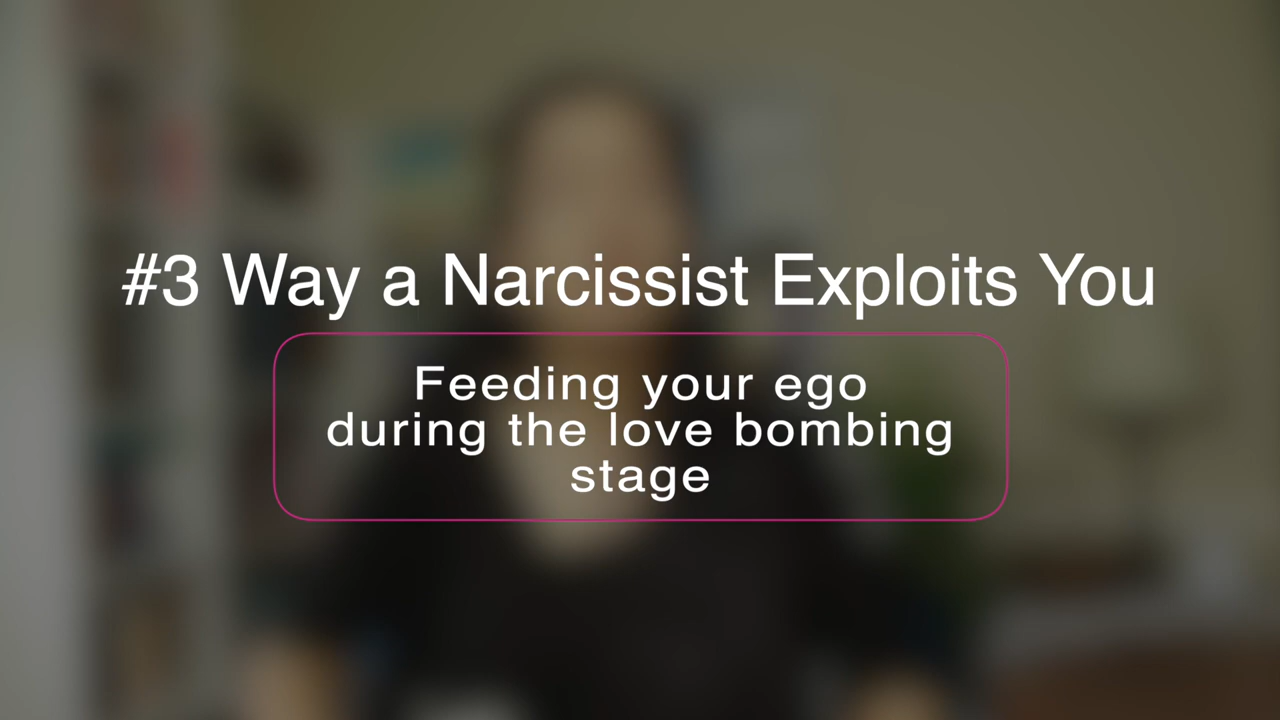 #3 Way a Narcissist Exploits You
Feeding your ego
during the love bombing
stage